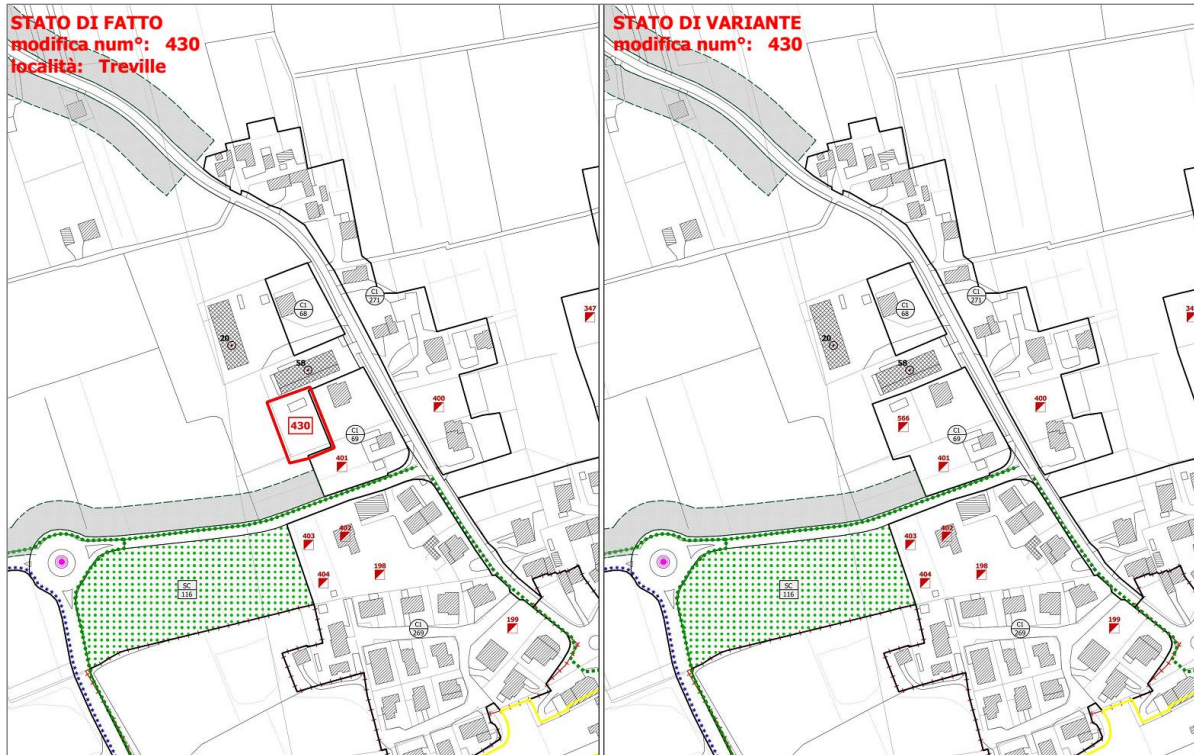 STATO DI FATTO
modifica num°: 430
località: Treville
C1
271
C1
68
347
20
58
400
430
C1
69
401
403
402
404
198
SC
116
C1
269
199
STATO DI VARIANTE
modifica num°: 430
C1
271
C1
68
34
20
58
400
566
C1
69
401
403
402
404
198
SC
116
C1
269
199